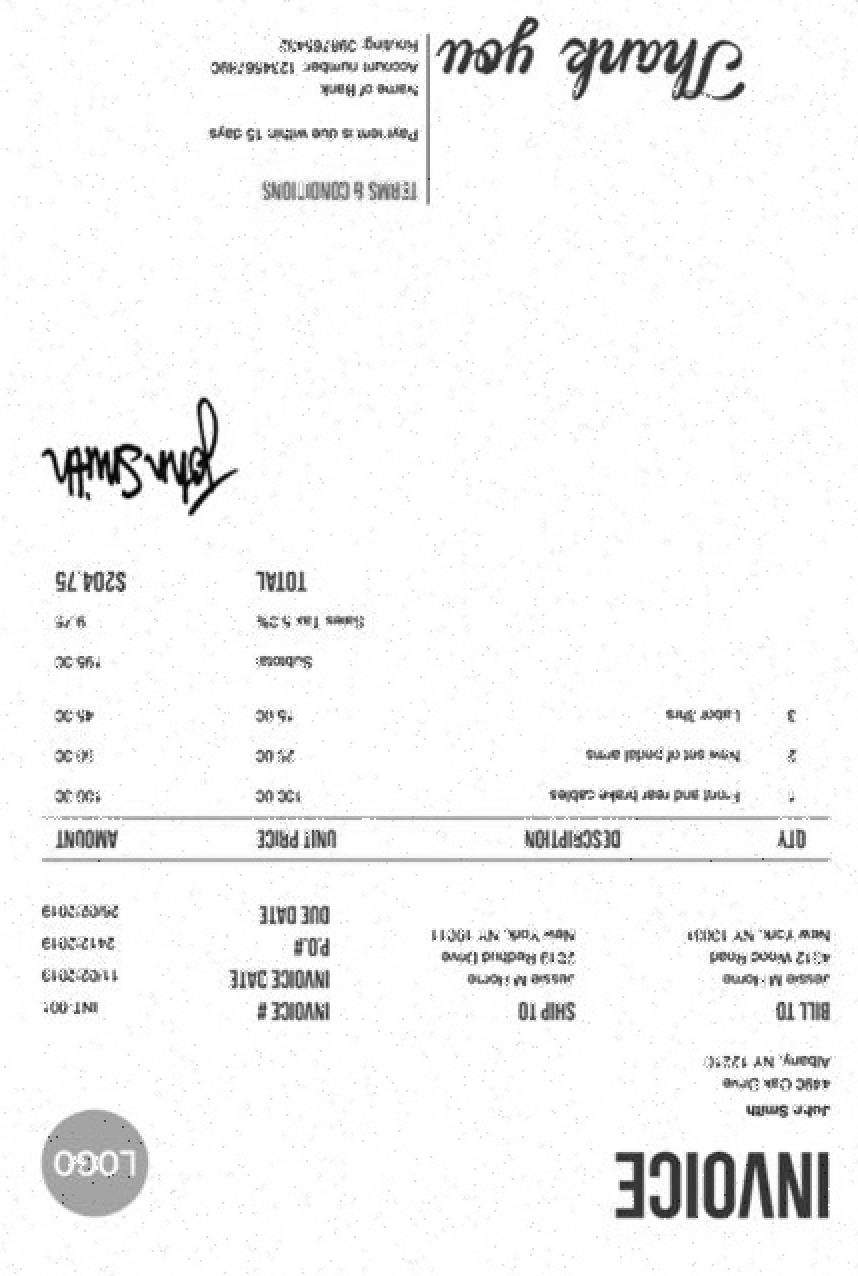 INVOICE
LOGO
John Smith
4490 Oak Drive
Albany, NY 12210
BILL TO
Jessie M Horne
4312 Wood Road
New York, NY 10031
SHIP TO
Jessie M Horne
Drive
New York, NY 10011
INVOICE # INT-001
INVOICE DATE 11/02/2019
P.O.# 2412/2019
DUE DATE 26/02/2019
QTY DESCRIPTION UNIT PRICE AMOUNT
1 Front and rear brake cables 100.00 100.00
2 New set of pedal arms 25.00 50.00
3 Labor 3hrs 15.00 45.00
Subtotal 195.00
Sales Tax 5.0% 9.75
TOTAL $204.75
John Smith
Thank you
TERMS & CONDITIONS
Payment is due within 15 days
Name of Bank
Account number: 1234567890
Routing: 098765432